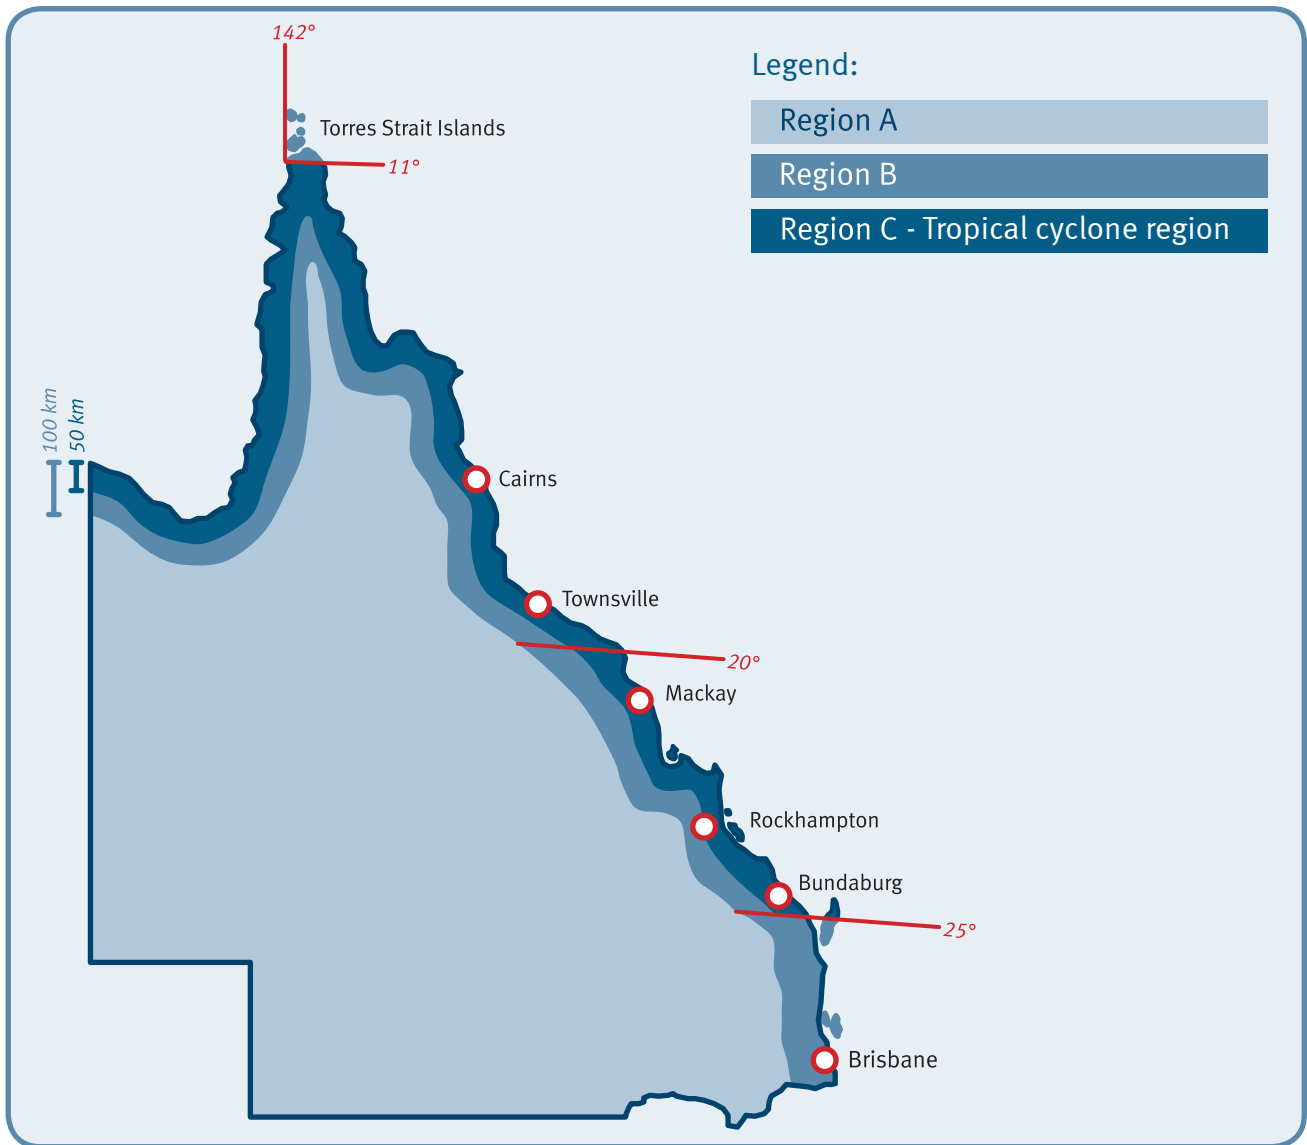 142°
Legend:
Region A
Torres Strait Islands
11°
Region B
Region C - Tropical cyclone region
100 km
50 km
Cairns
Townsville
20°
Mackay
Rockhampton
Bundaburg
25°
Brisbane